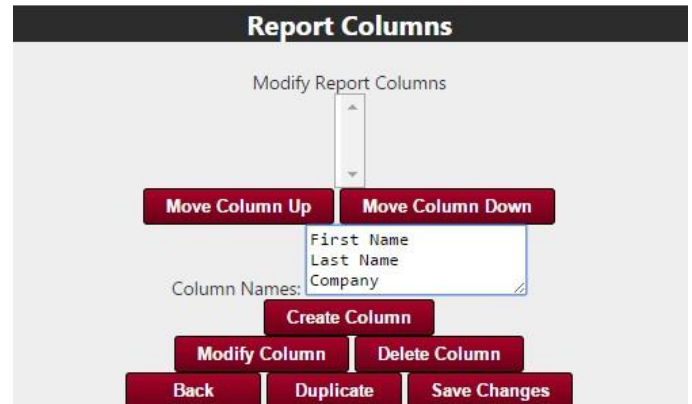 Report Columns
Modify Report Columns
Move Column Up Move Column Down
First Name
Last Name
Column Names: Company
Create Column
Modify Column Delete Column
Back Duplicate Save Changes